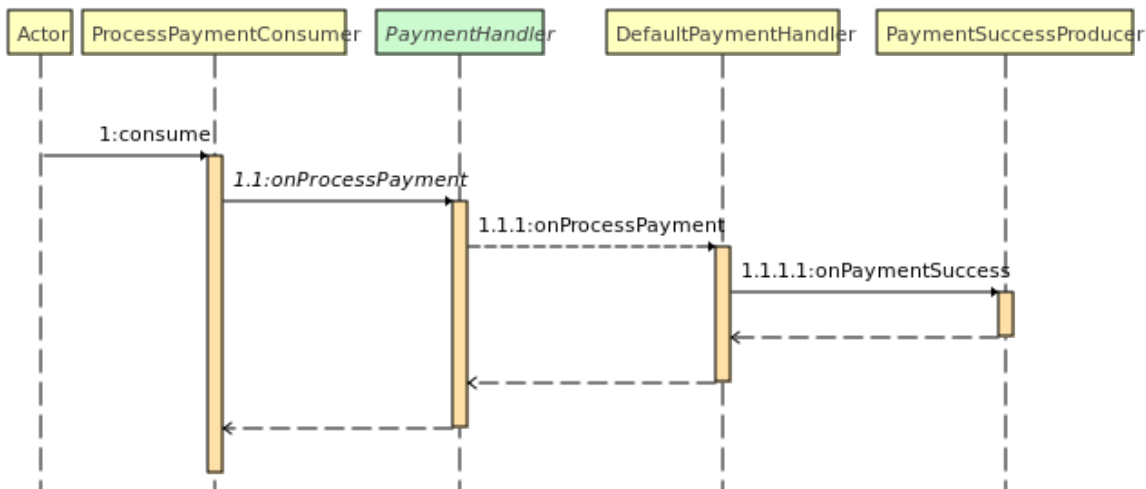 Actor
ProcessPaymentConsumer
PaymentHandler
DefaultPaymentHandler
PaymentSuccessProducer
1:consume
1.1:onProcessPayment
1.1.1:onProcessPayment
1.1.1.1:onPaymentSuccess